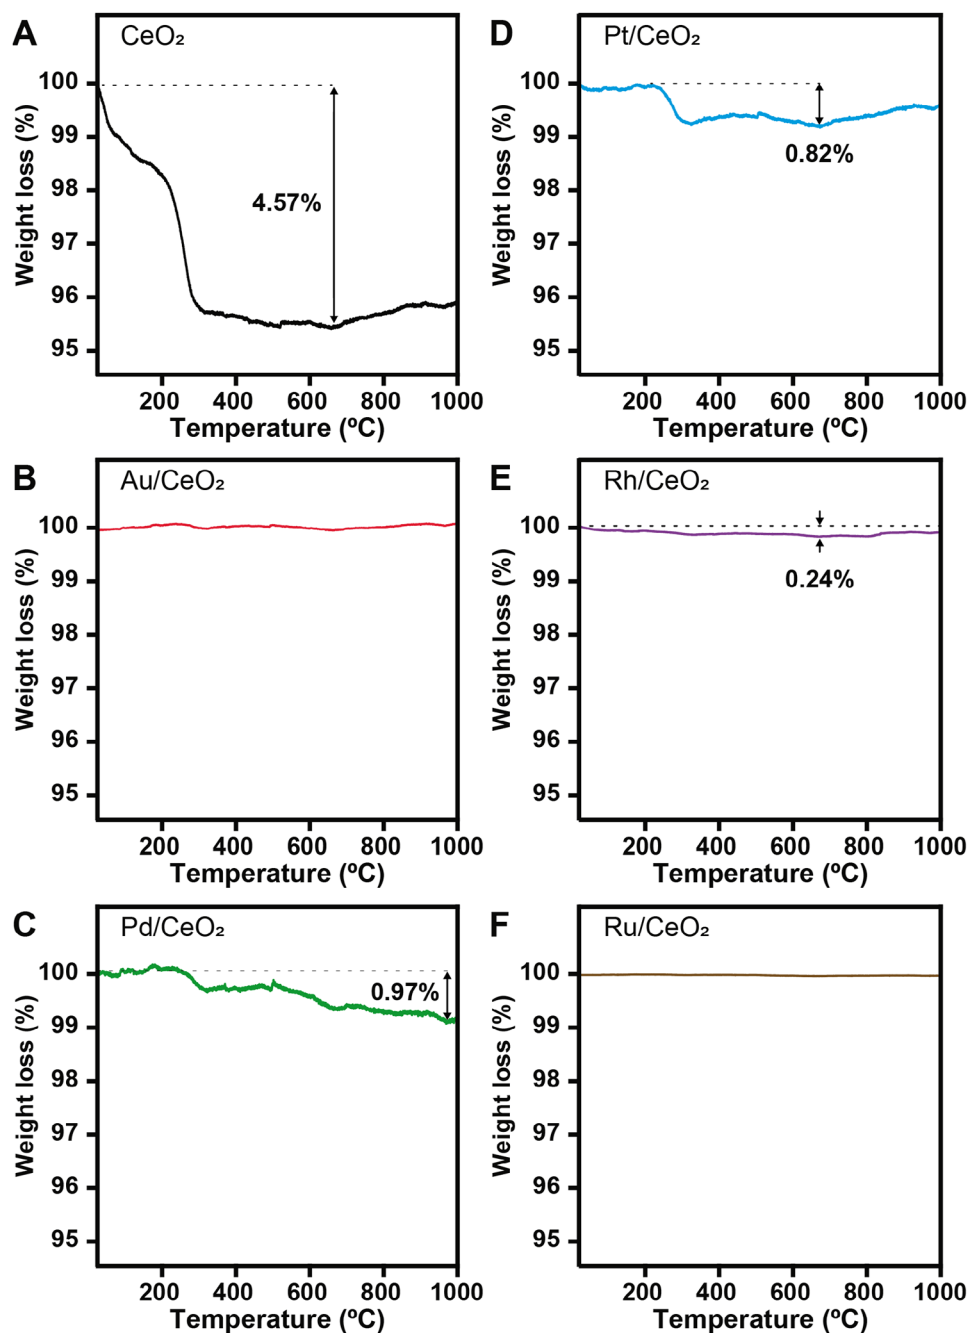 A
CeO₂
100
99
98
97
96
95
4.57%
Weight loss (%)
200 400 600 800 1000
Temperature (ºC)
D
Pt/CeO₂
100
99
98
97
96
95
0.82%
Weight loss (%)
200 400 600 800 1000
Temperature (ºC)
B
Au/CeO₂
100
99
98
97
96
95
Weight loss (%)
200 400 600 800 1000
Temperature (ºC)
E
Rh/CeO₂
100
99
98
97
96
95
0.24%
Weight loss (%)
200 400 600 800 1000
Temperature (ºC)
C
Pd/CeO₂
100
99
98
97
96
95
0.97%
Weight loss (%)
200 400 600 800 1000
Temperature (ºC)
F
Ru/CeO₂
100
99
98
97
96
95
Weight loss (%)
200 400 600 800 1000
Temperature (ºC)